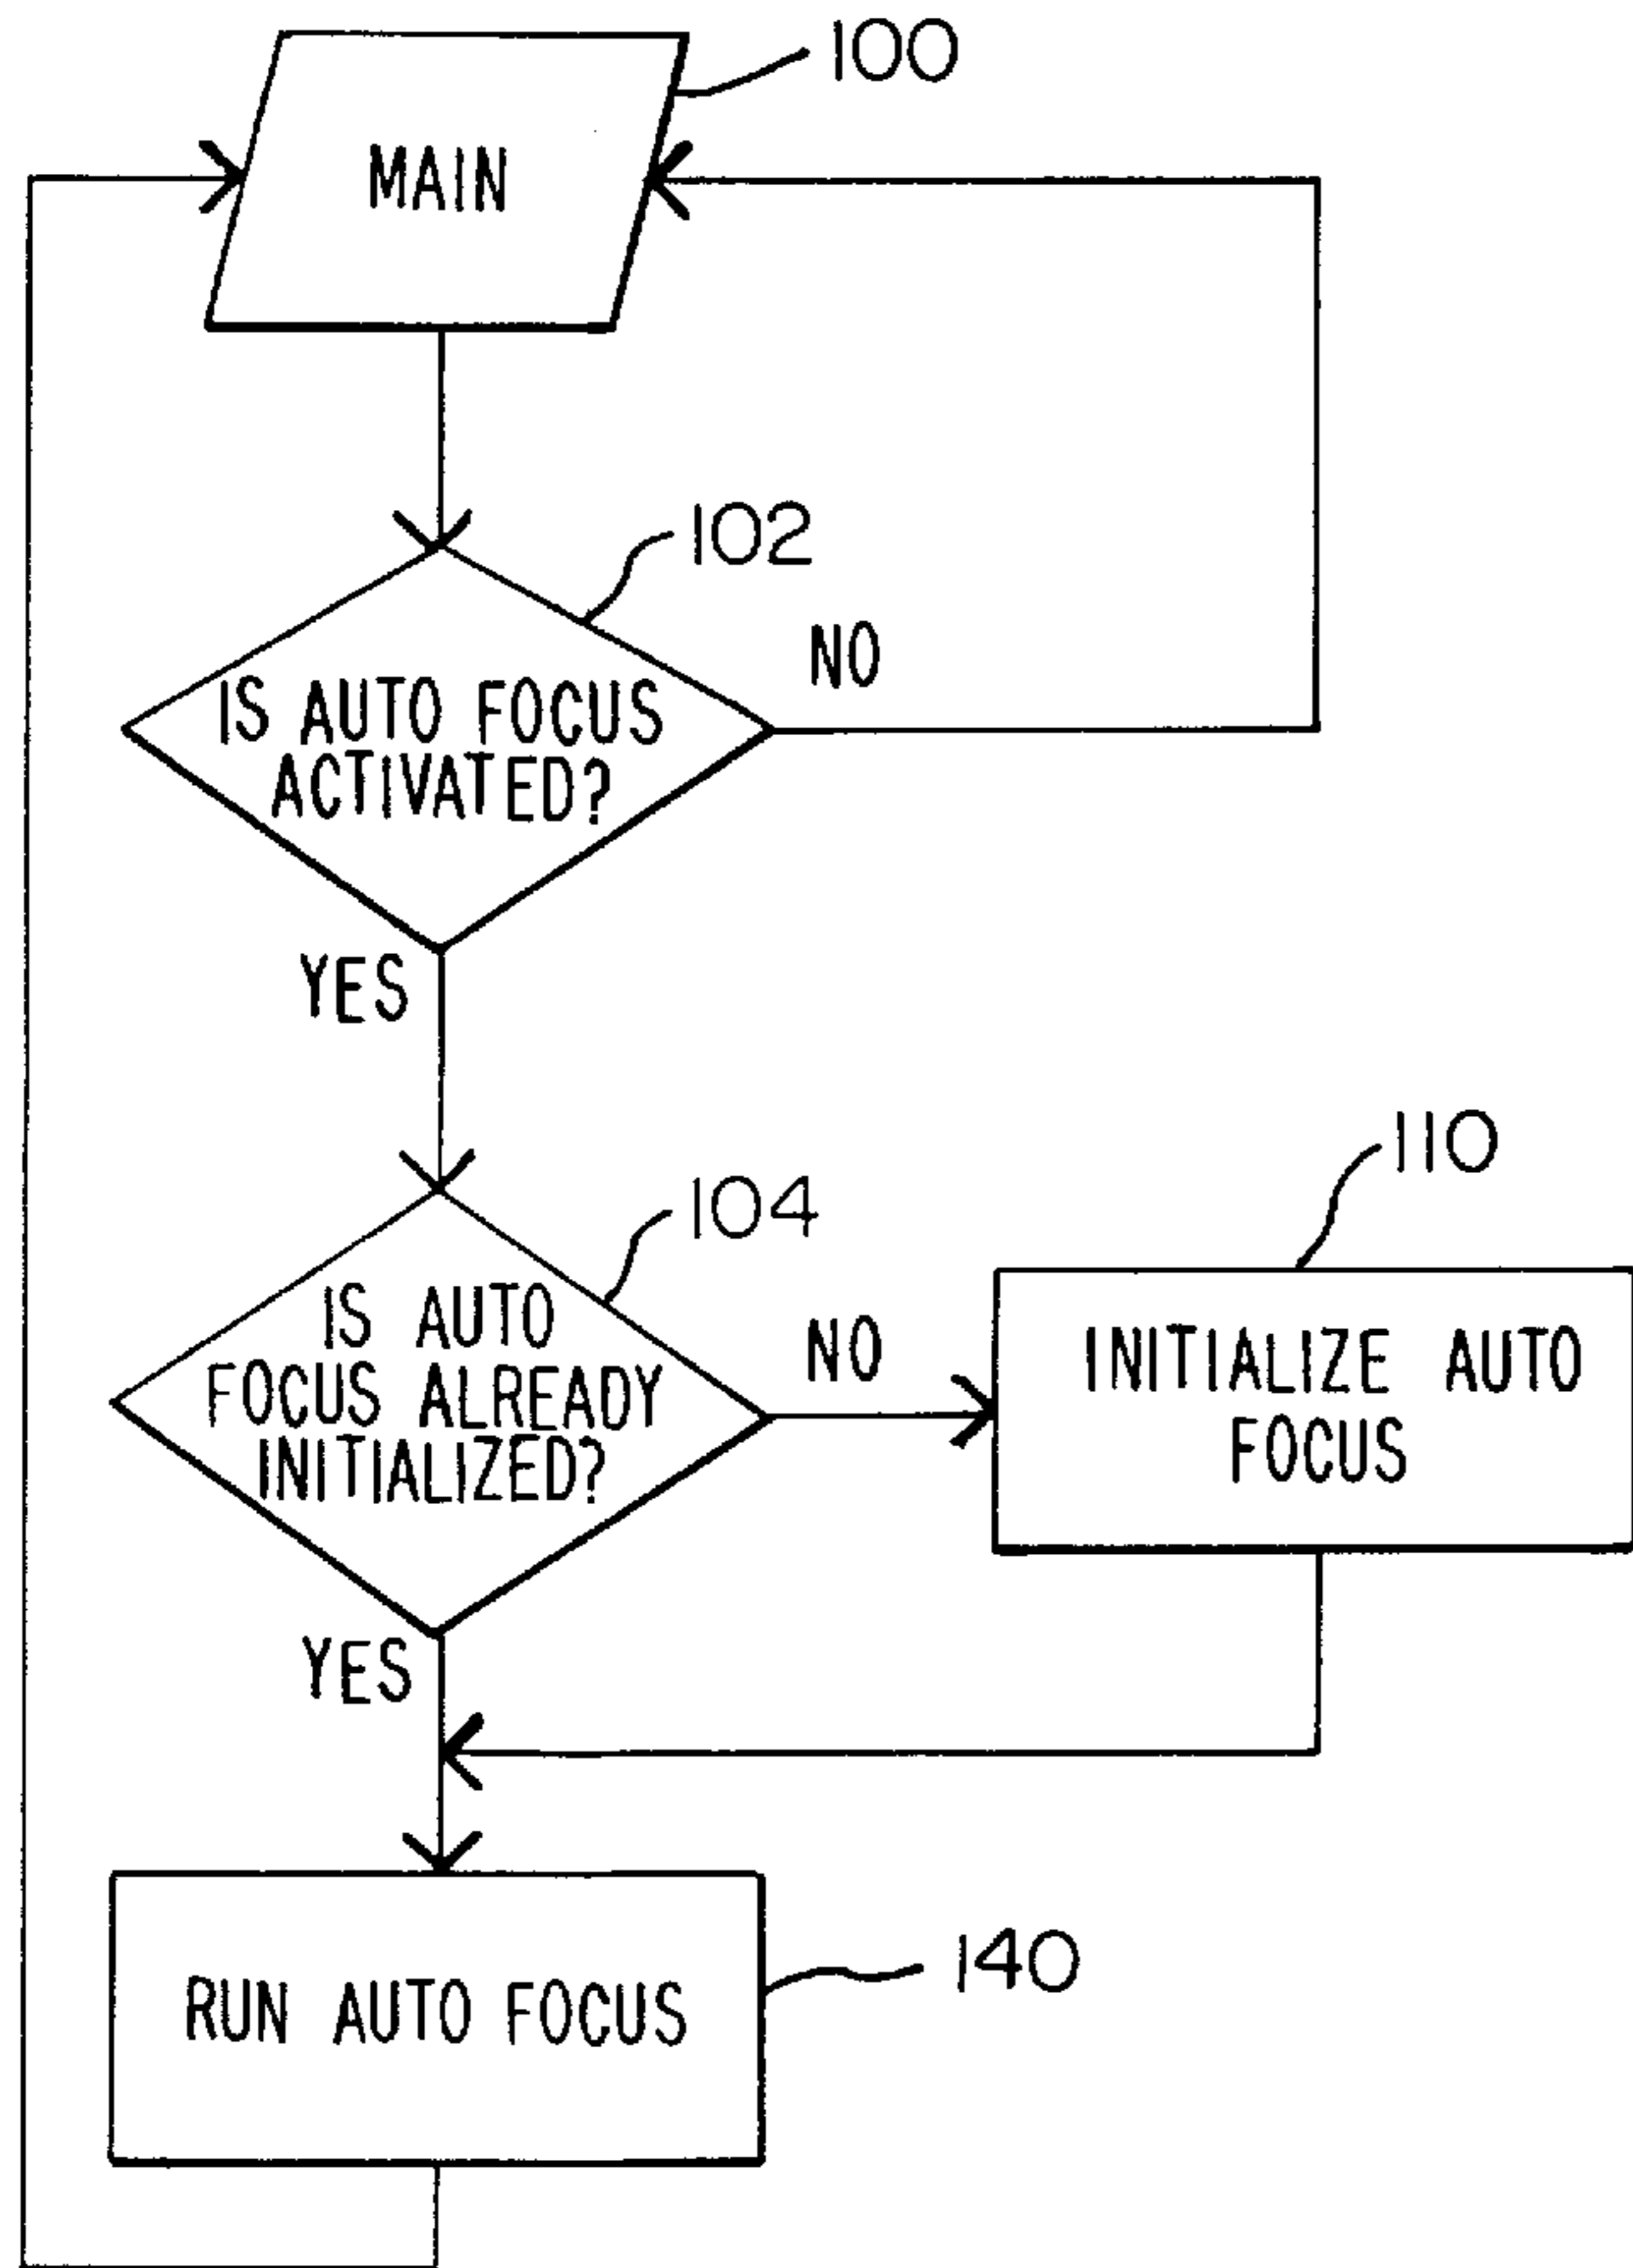 100
MAIN
102
NO
IS AUTO FOCUS
ACTIVATED?
YES
110
104
IS AUTO
FOCUS ALREADY
INITIALIZED?
NO
INITIALIZE AUTO
FOCUS
YES
140
RUN AUTO FOCUS